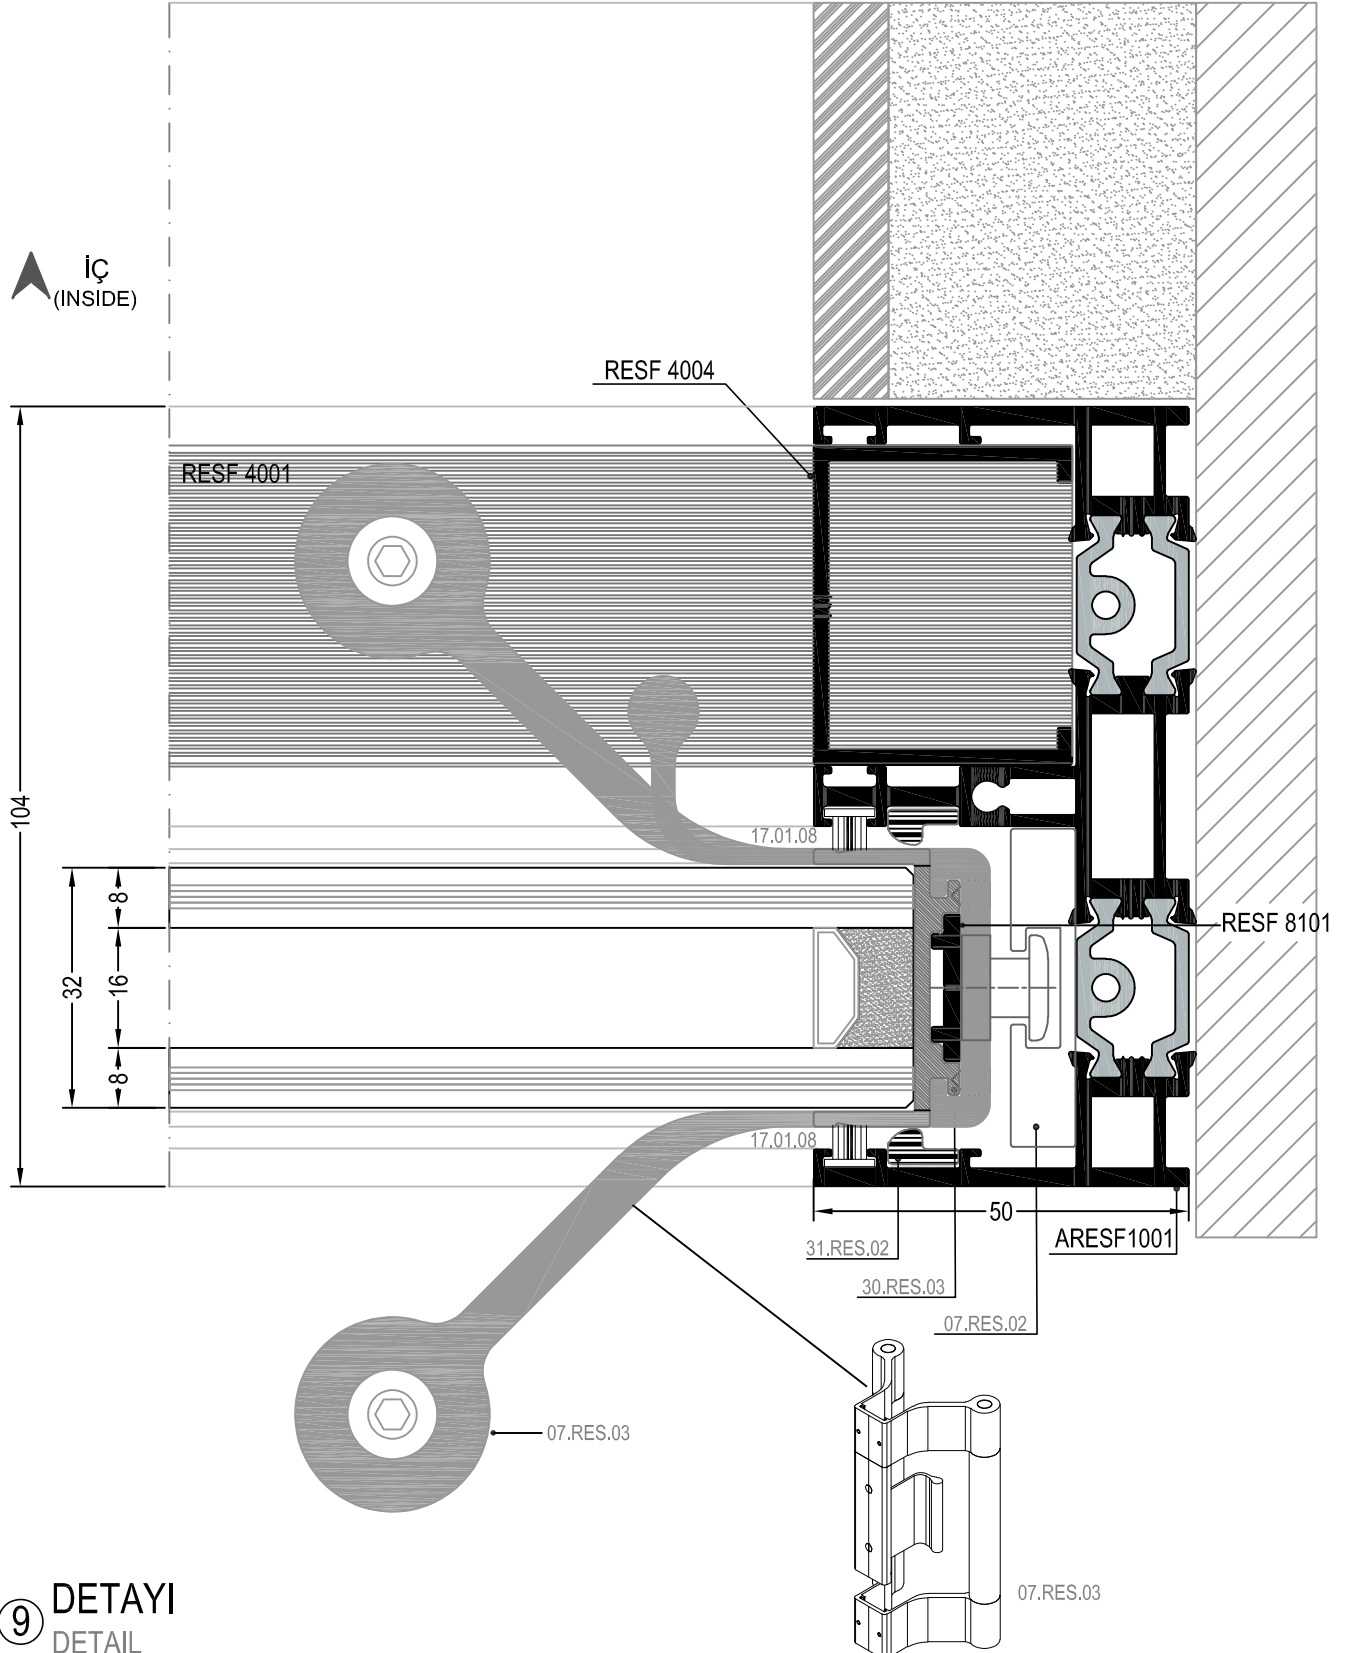 İÇ
(INSIDE)
RESF 4004
RESF 4001
104
17.01.08
8
RESF 8101
32
16
8
17.01.08
50
31.RES.02
ARESF1001
30.RES.03
07.RES.02
07.RES.03
07.RES.03
9 DETAYI
DETAIL